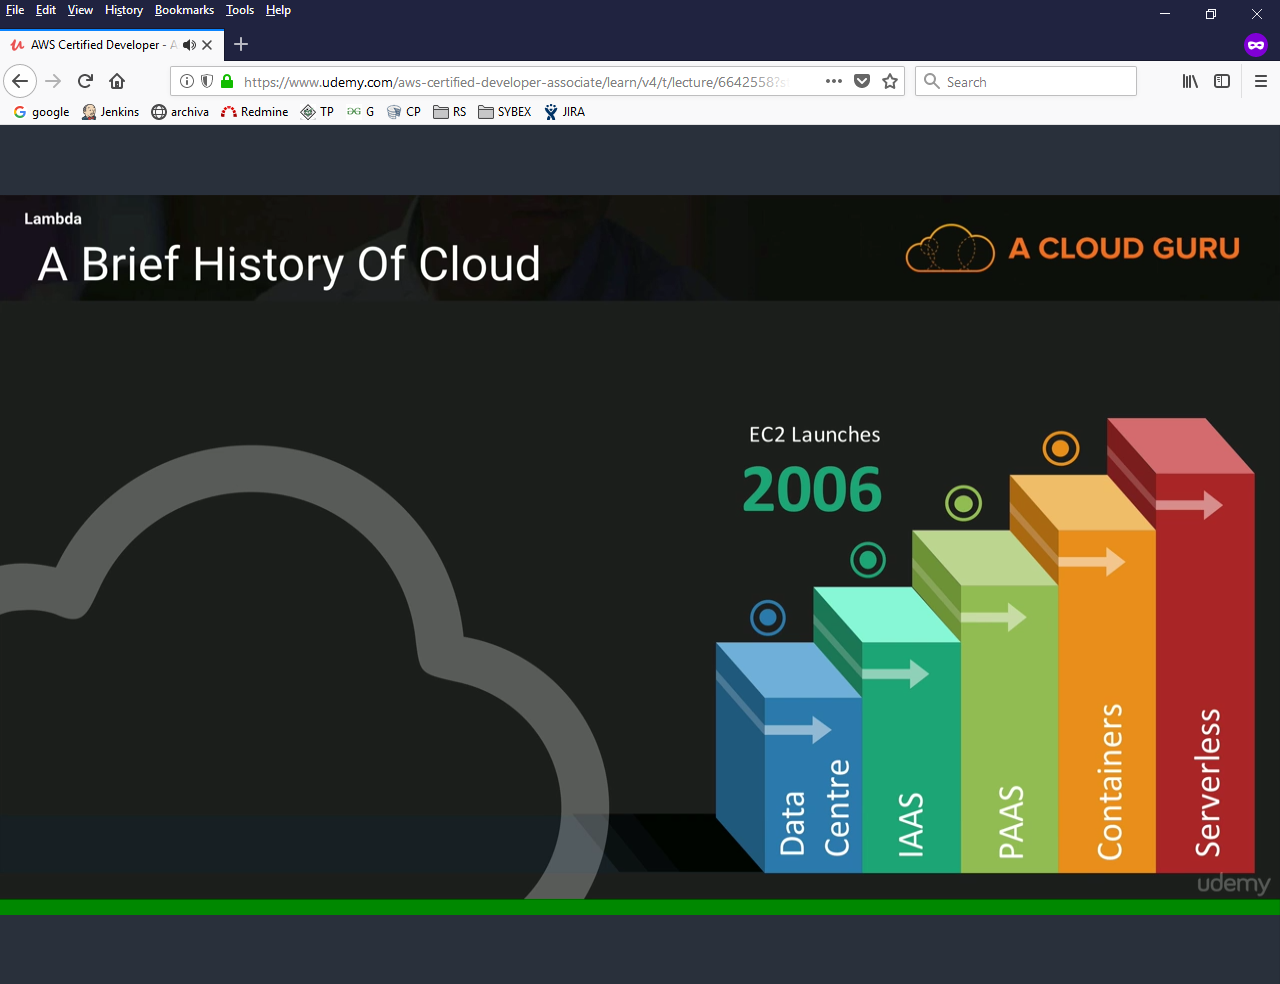 File Edit View History Bookmarks Tools Help
AWS Certified Developer - A
https://www.udemy.com/aws-certified-developer-associate/learn/v4/t/lecture/6642558?s
Search
google Jenkins archiva Redmine TP G CP RS SYBEX JIRA
Lambda
A Brief History Of Cloud
A CLOUD GURU
EC2 Launches
2006
Data
Centre
IAAS
PAAS
Containers
Serverless
udemy